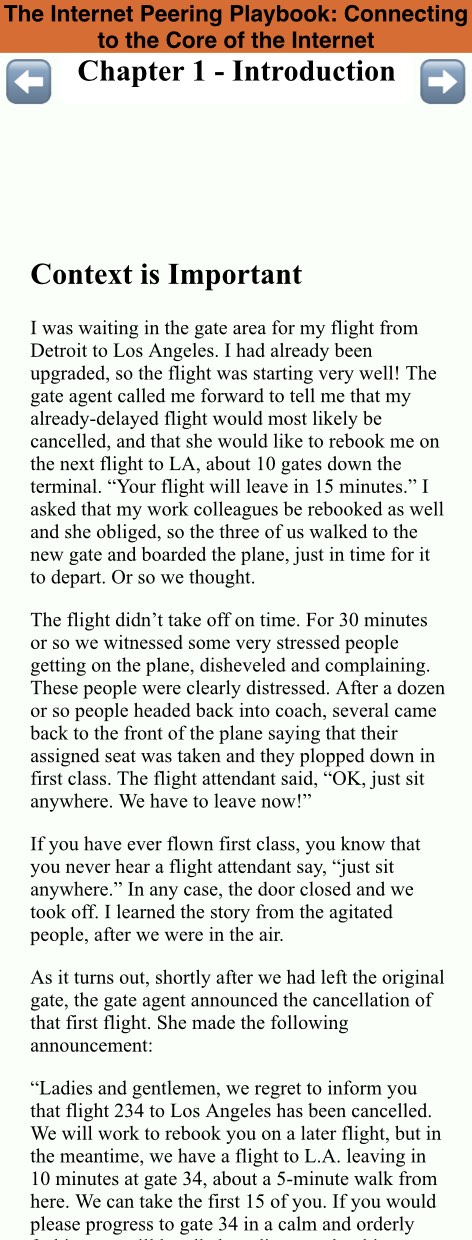 The Internet Peering Playbook: Connecting
to the Core of the Internet
Chapter 1 - Introduction
Context is Important
I was waiting in the gate area for my flight from
Detroit to Los Angeles. I had already been
upgraded, so the flight was starting very well! The
gate agent called me forward to tell me that my
already-delayed flight would most likely be
cancelled, and that she would like to rebook me on
the next flight to LA, about 10 gates down the
terminal. “Your flight will leave in 15 minutes.” I
asked that my work colleagues be rebooked as well
and she obliged, so the three of us walked to the
new gate and boarded the plane, just in time for it
to depart. Or so we thought.
The flight didn’t take off on time. For 30 minutes
or so we witnessed some very stressed people
getting on the plane, disheveled and complaining.
These people were clearly distressed. After a dozen
or so people headed back into coach, several came
back to the front of the plane saying that their
assigned seat was taken and they plopped down in
first class. The flight attendant said, “OK, just sit
anywhere. We have to leave now!”
If you have ever flown first class, you know that
you never hear a flight attendant say, “just sit
anywhere.” In any case, the door closed and we
took off. I learned the story from the agitated
people, after we were in the air.
As it turns out, shortly after we had left the original
gate, the gate agent announced the cancellation of
that first flight. She made the following
announcement:
“Ladies and gentlemen, we regret to inform you
that flight 234 to Los Angeles has been cancelled.
We will work to rebook you on a later flight, but in
the meantime, we have a flight to L.A. leaving in
10 minutes at gate 34, about a 5-minute walk from
here. We can take the first 15 of you. If you would
please progress to gate 34 in a calm and orderly